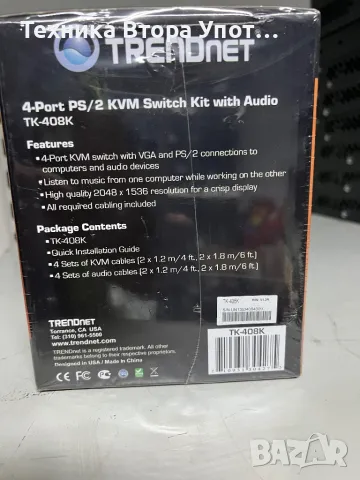 Техника Втора Упот...
TRENDNET
4-Port PS/2 KVM Switch Kit with Audio
TK-408K
Features
• 4-Port KVM switch with VGA and PS/2 connections to
computers and audio devices
• Listen to music from one computer while working on the other
• High quality 2048 x 1536 resolution for a crisp display
• All required cabling included
Package Contents
• TK-408K
• Quick Installation Guide
• 4 Sets of KVM cables (2 x 1.2 m/4 ft. 2 x 1.8 m/6 ft.)
• 4 Sets of audio cables (2 x 1.2 m/4 ft. 2 x 1.8 m/6 ft.)
TRENDNET
Torrance, CA USA
Tel: (310) 961-5500
www.trendnet.com
TRENDnet is a registered trademark. All other
trademarks belong to their respective proprietors.
Designed in USA / Made in China
TK-408K
TK-408K
CE FC
bazar